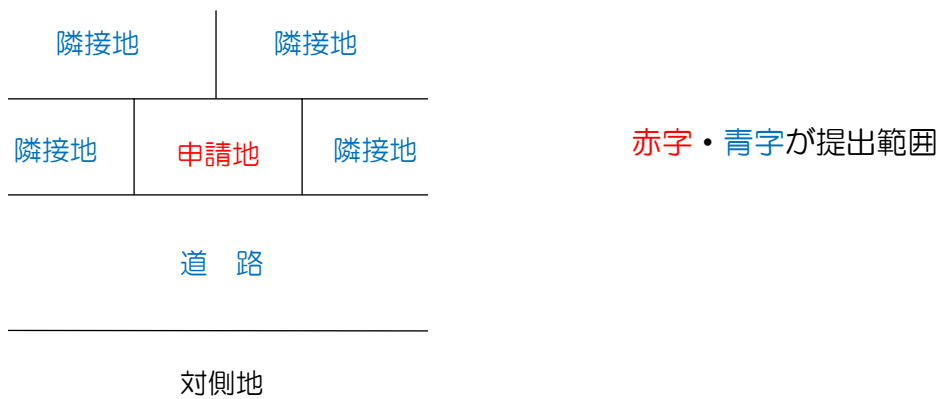 隣接地 隣接地
隣接地 申請地 隣接地
赤字・青字が提出範囲
道　路
対側地